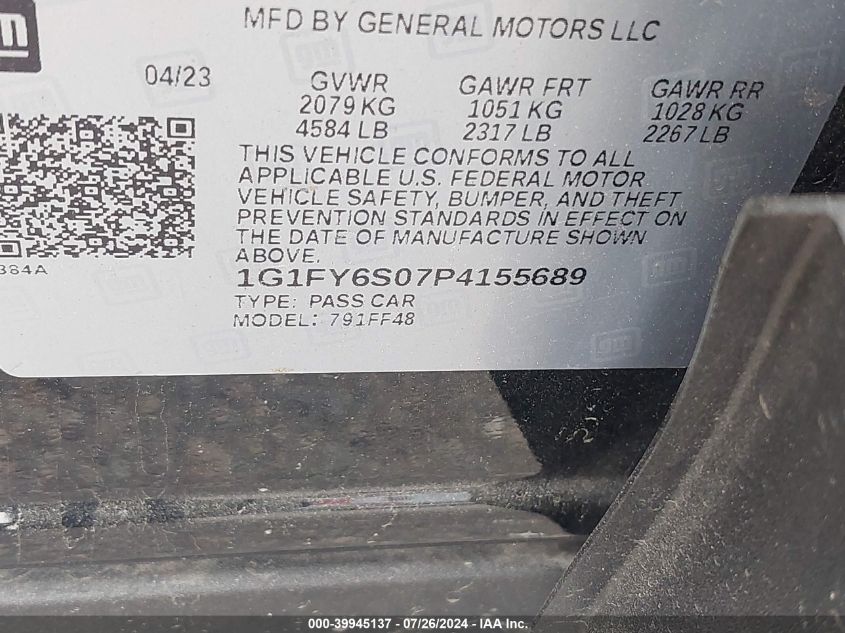 MFD BY GENERAL MOTORS LLC
04/23 GVWR GAWR FRT GAWR RR
2079 KG 1051 KG 1028 KG
4584 LB 2317 LB 2267 LB
THIS VEHICLE CONFORMS TO ALL
APPLICABLE U.S. FEDERAL MOTOR
VEHICLE SAFETY, BUMPER, AND THEFT
PREVENTION STANDARDS IN EFFECT ON
THE DATE OF MANUFACTURE SHOWN
ABOVE.
384A
1G1FY6S07P4155689
TYPE: PASS CAR
MODEL: 791FF48
000-39945137 - 07/26/2024 - IAA Inc.